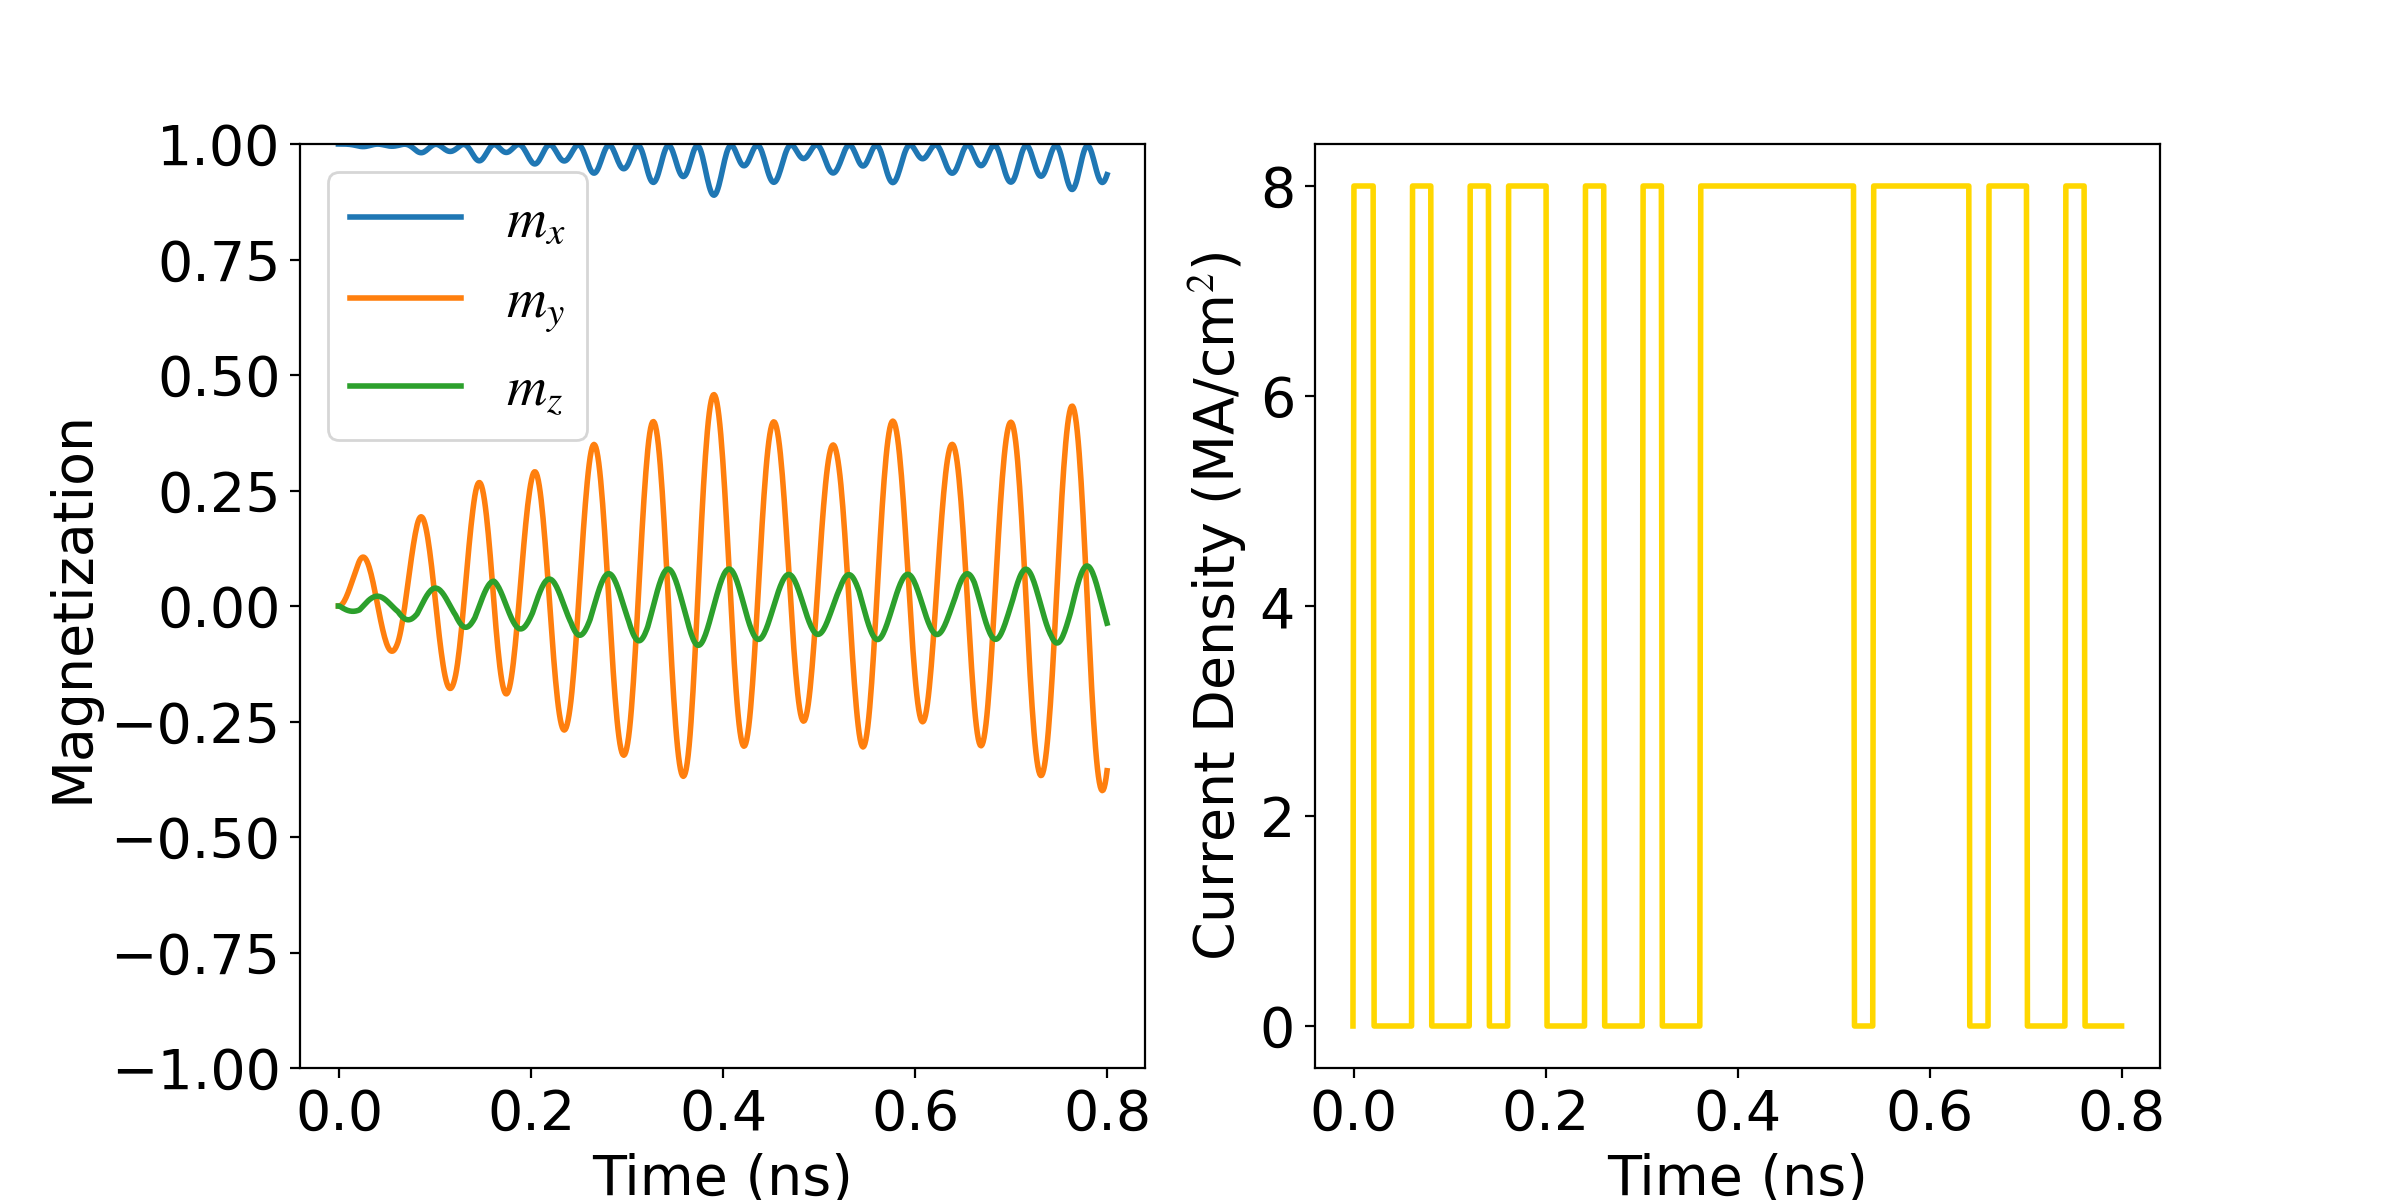 1.00
0.75
0.50
0.25
0.00
−0.25
−0.50
−0.75
−1.00
Magnetization
m_x
m_y
m_z
0.0 0.2 0.4 0.6 0.8
Time (ns)
8
6
4
2
0
Current Density (MA/cm²)
0.0 0.2 0.4 0.6 0.8
Time (ns)